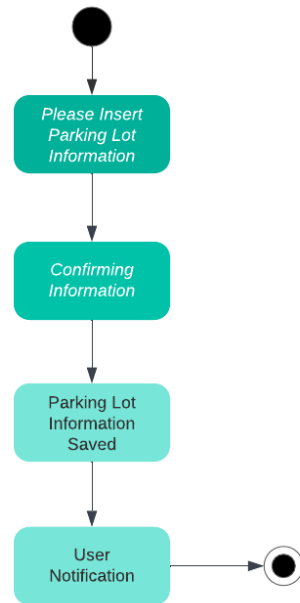 Please Insert
Parking Lot
Information
Confirming
Information
Parking Lot
Information
Saved
User
Notification